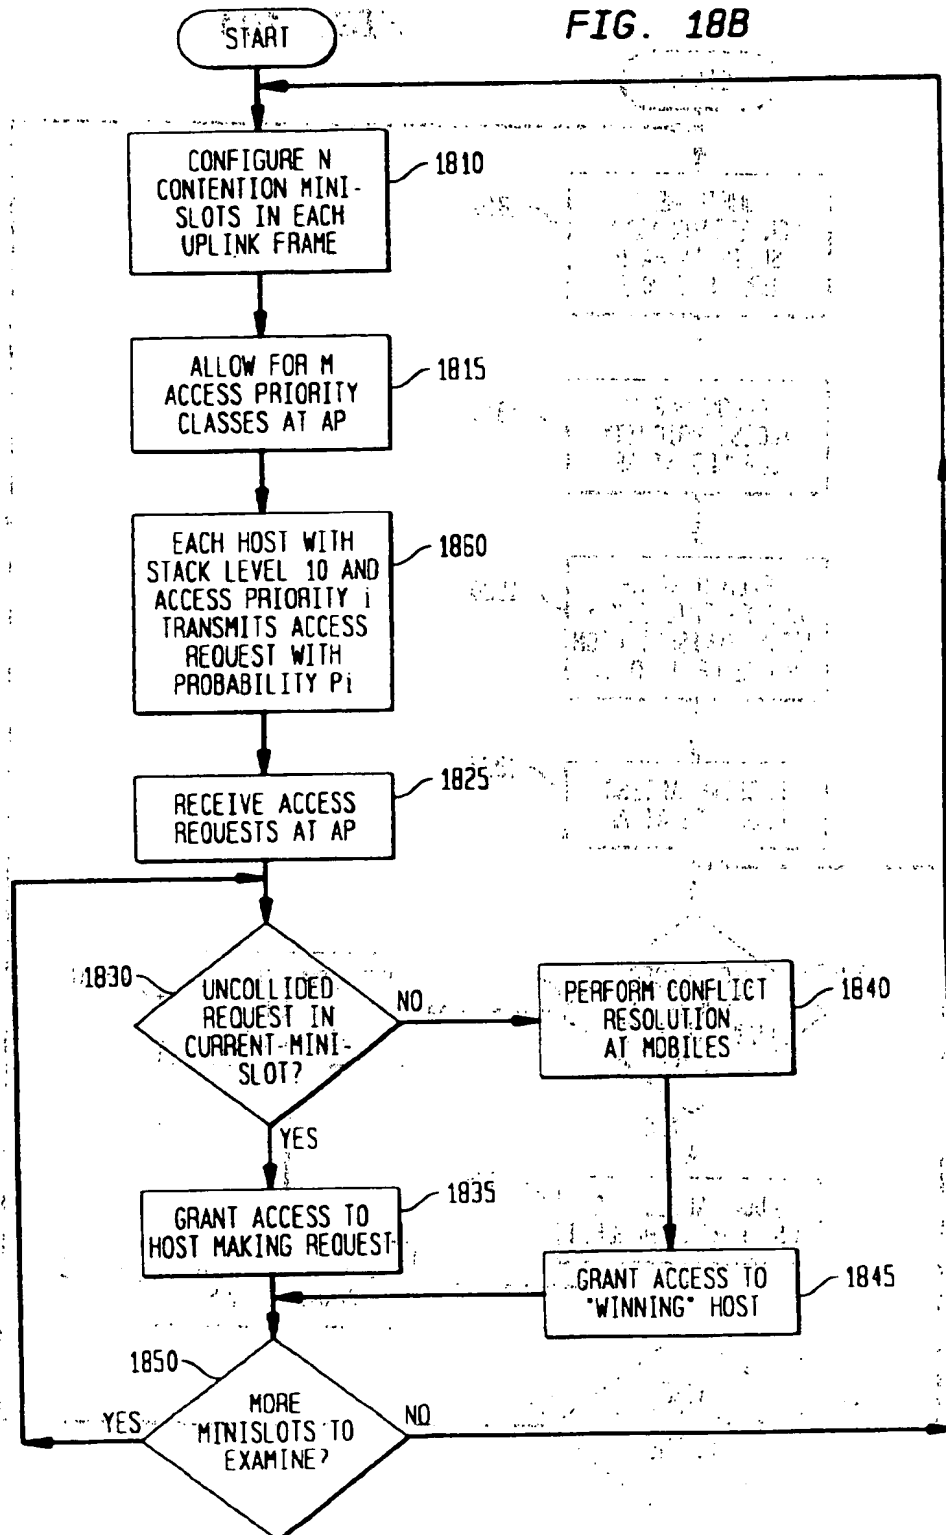 FIG. 18B
START
CONFIGURE N
CONTENTION MINI-
SLOTS IN EACH
UPLINK FRAME
1810
ALLOW FOR M
ACCESS PRIORITY
CLASSES AT AP
1815
EACH HOST WITH
STACK LEVEL 10 AND
ACCESS PRIORITY i
TRANSMITS ACCESS
REQUEST WITH
PROBABILITY Pi
1860
RECEIVE ACCESS
REQUESTS AT AP
1825
1830
UNCOLLIDED
REQUEST IN
CURRENT-MINI-
SLOT?
NO
YES
PERFORM CONFLICT
RESOLUTION
AT MOBILES
1840
GRANT ACCESS TO
HOST MAKING REQUEST
1835
GRANT ACCESS TO
"WINNING" HOST
1845
1850
MORE
MINISLOTS TO
EXAMINE?
YES
NO